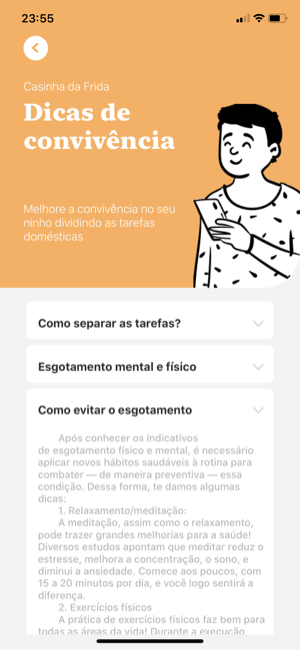 23:55
Casinha da Frida
Dicas de
convivência
Melhore a convivência no seu
ninho dividindo as tarefas
domésticas
Como separar as tarefas?
Esgotamento mental e físico
Como evitar o esgotamento
Após conhecer os indicativos
de esgotamento físico e mental, é necessário
aplicar novos hábitos saudáveis à rotina para
combater — de maneira preventiva — essa
condição. Dessa forma, te damos algumas
dicas:
1. Relaxamento/meditação:
A meditação, assim como o relaxamento,
pode trazer grandes melhorias para a saúde!
Diversos estudos apontam que meditar reduz o
estresse, melhora a concentração, o sono, e
diminui a ansiedade. Comece aos poucos, com
15 a 20 minutos por dia, e você logo sentirá a
diferença.
2. Exercícios físicos
A prática de exercícios físicos faz bem para
todas as áreas da vida! Durante a execução